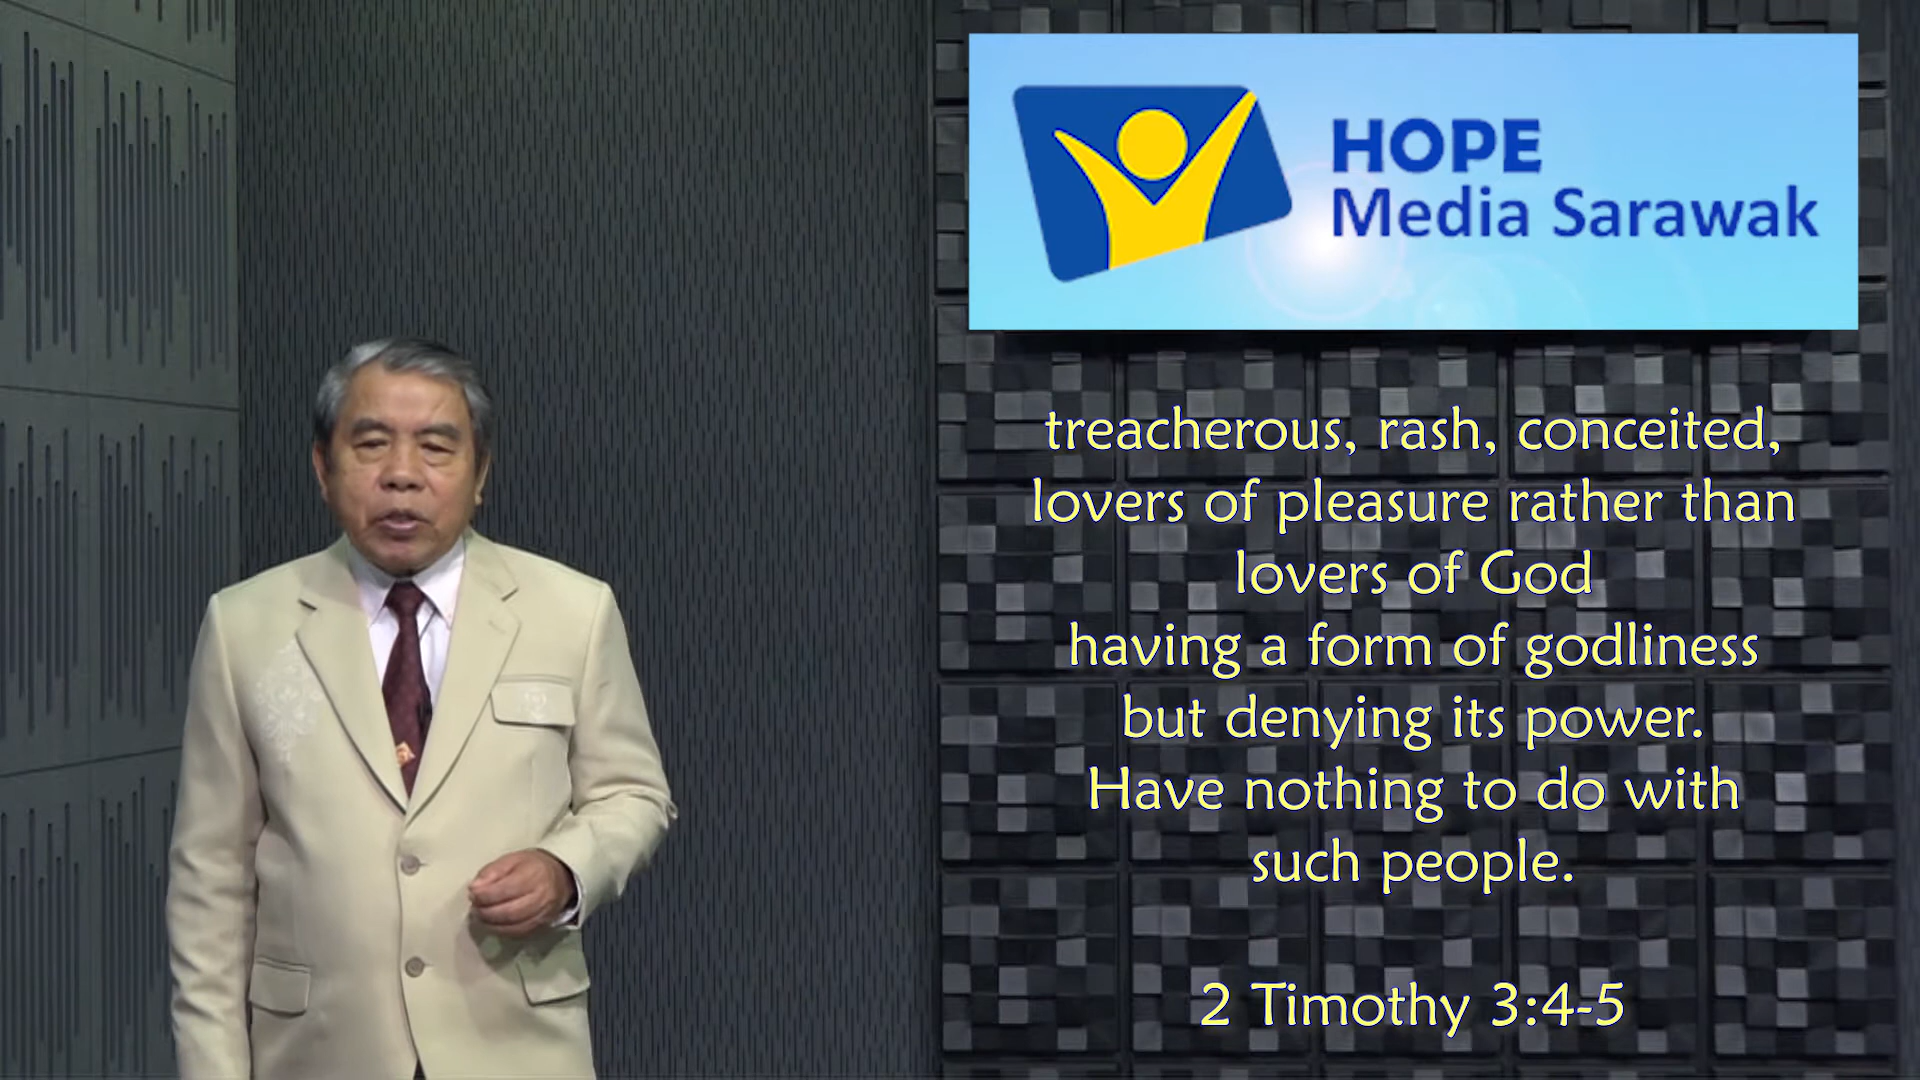 HOPE
Media Sarawak
treacherous, rash, conceited,
lovers of pleasure rather than
lovers of God
having a form of godliness
but denying its power.
Have nothing to do with
such people.
2 Timothy 3:4-5